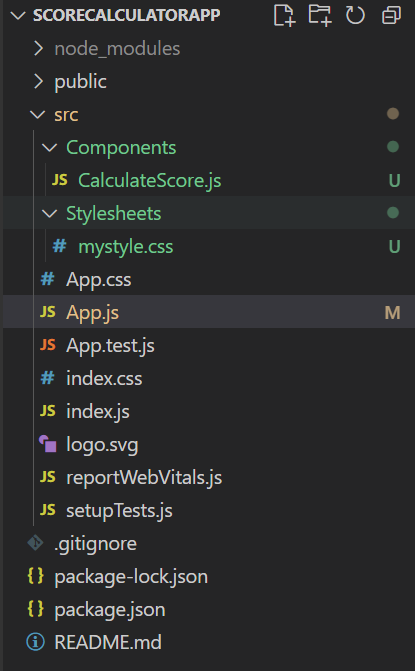 SCORECALCULATORAPP
node_modules
public
src
Components
JS CalculateScore.js U
Stylesheets
# mystyle.css U
# App.css
JS App.js M
JS App.test.js
# index.css
JS index.js
logo.svg
JS reportWebVitals.js
JS setupTests.js
.gitignore
{} package-lock.json
{} package.json
README.md